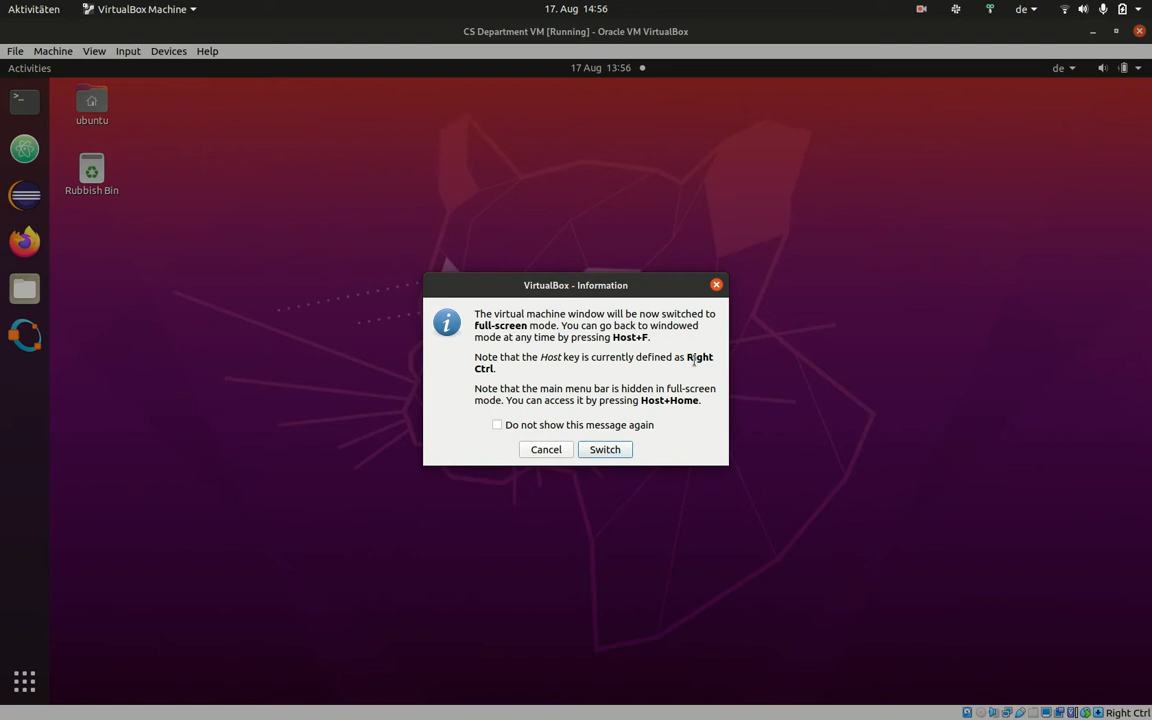 Aktivitäten VirtualBox Machine 17. Aug 14:56 de
CS Department VM [Running] - Oracle VM VirtualBox
File Machine View Input Devices Help
Activities 17 Aug 13:56 de
ubuntu
Rubbish Bin
VirtualBox - Information
The virtual machine window will be now switched to
full-screen mode. You can go back to windowed
mode at any time by pressing Host+F.
Note that the Host key is currently defined as Right
Ctrl.
Note that the main menu bar is hidden in full-screen
mode. You can access it by pressing Host+Home.
Do not show this message again
Cancel Switch
Right Ctrl